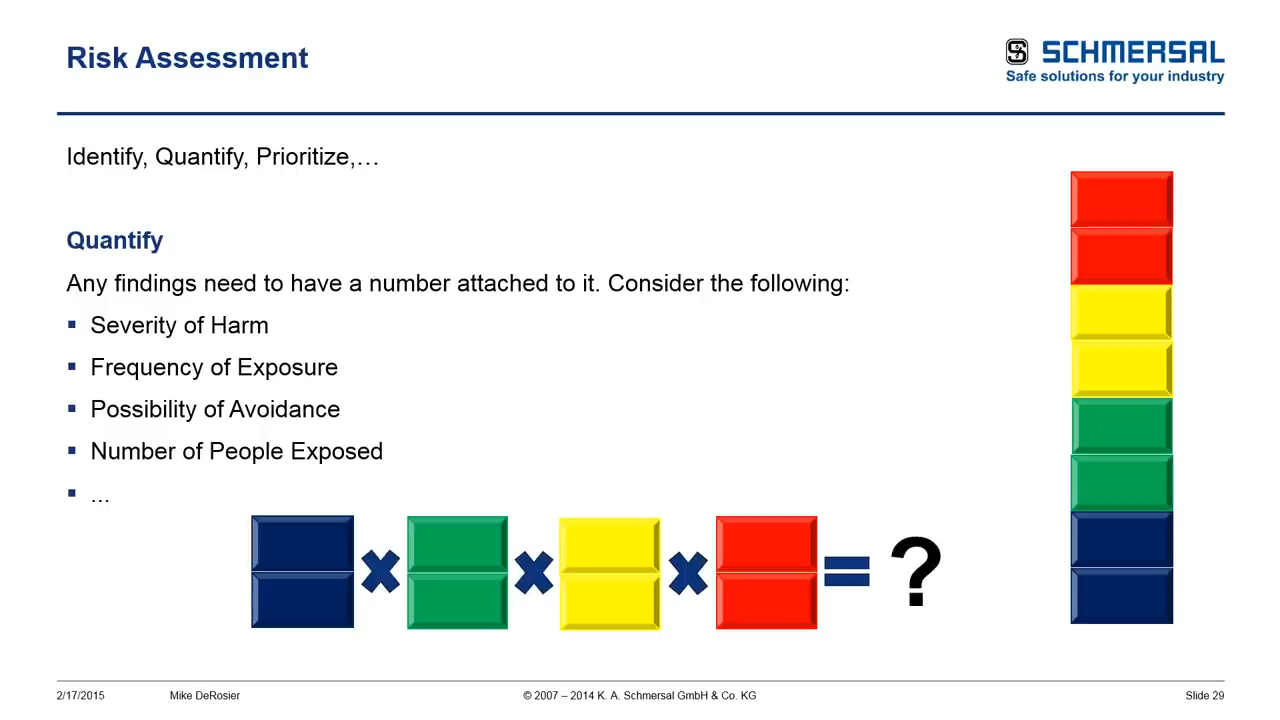 Risk Assessment
SCHMERSAL
Safe solutions for your industry
Identify, Quantify, Prioritize,…
Quantify
Any findings need to have a number attached to it. Consider the following:
▪ Severity of Harm
▪ Frequency of Exposure
▪ Possibility of Avoidance
▪ Number of People Exposed
▪ ...
× × × = ?
2/17/2015 Mike DeRosier © 2007 – 2014 K. A. Schmersal GmbH & Co. KG Slide 29